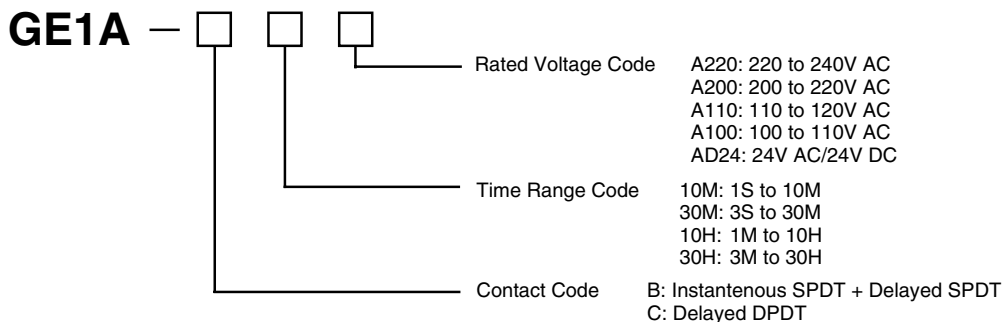 GE1A –
Rated Voltage Code A220: 220 to 240V AC
A200: 200 to 220V AC
A110: 110 to 120V AC
A100: 100 to 110V AC
AD24: 24V AC/24V DC
Time Range Code 10M: 1S to 10M
30M: 3S to 30M
10H: 1M to 10H
30H: 3M to 30H
Contact Code B: Instantenous SPDT + Delayed SPDT
C: Delayed DPDT